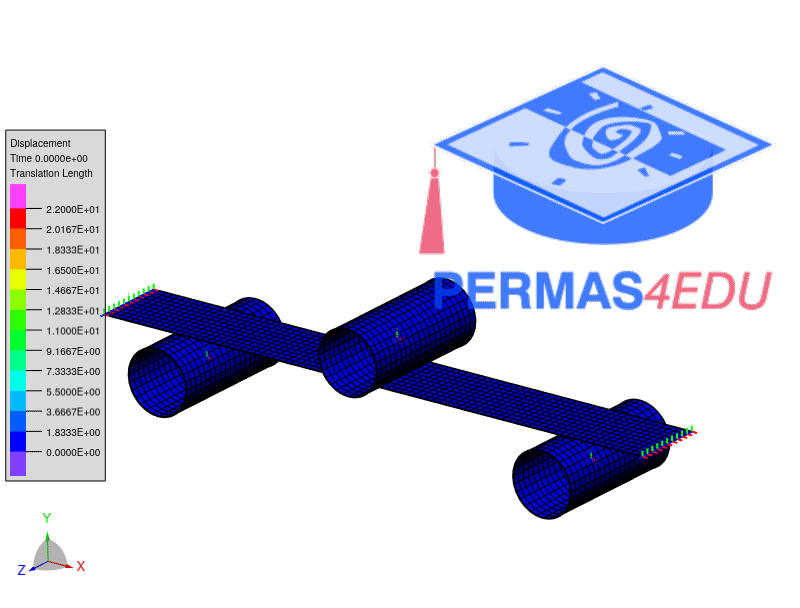 PERMAS4EDU
Displacement
Time 0.0000e+00
Translation Length
2.2000E+01
2.0167E+01
1.8333E+01
1.6500E+01
1.4667E+01
1.2833E+01
1.1000E+01
9.1667E+00
7.3333E+00
5.5000E+00
3.6667E+00
1.8333E+00
0.0000E+00
Y
Z
X